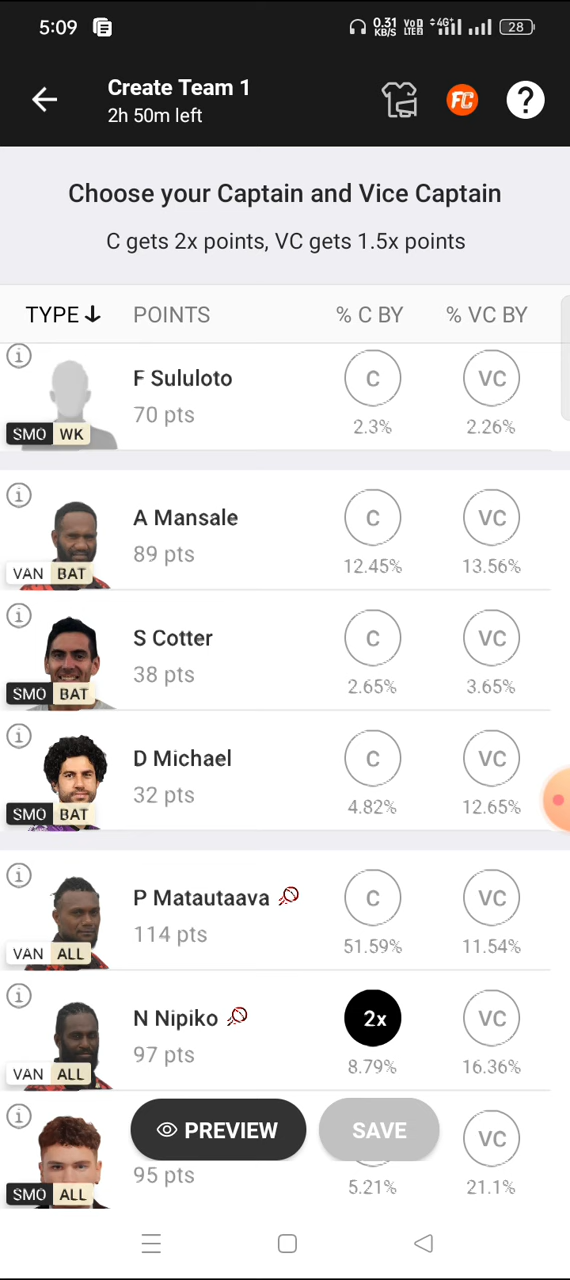 5:09 0.31 KB/S VoD LTE2 4G 28
Create Team 1
2h 50m left
FC ?
Choose your Captain and Vice Captain
C gets 2x points, VC gets 1.5x points
TYPE↓ POINTS % C BY % VC BY
i
F Sululoto C VC
70 pts
SMO WK 2.3% 2.26%
i
A Mansale C VC
89 pts
VAN BAT 12.45% 13.56%
i
S Cotter C VC
38 pts
SMO BAT 2.65% 3.65%
i
D Michael C VC
32 pts
SMO BAT 4.82% 12.65%
i
P Matautaava C VC
114 pts
VAN ALL 51.59% 11.54%
i
N Nipiko 2x VC
97 pts
VAN ALL 8.79% 16.36%
i
PREVIEW SAVE VC
95 pts
SMO ALL 5.21% 21.1%